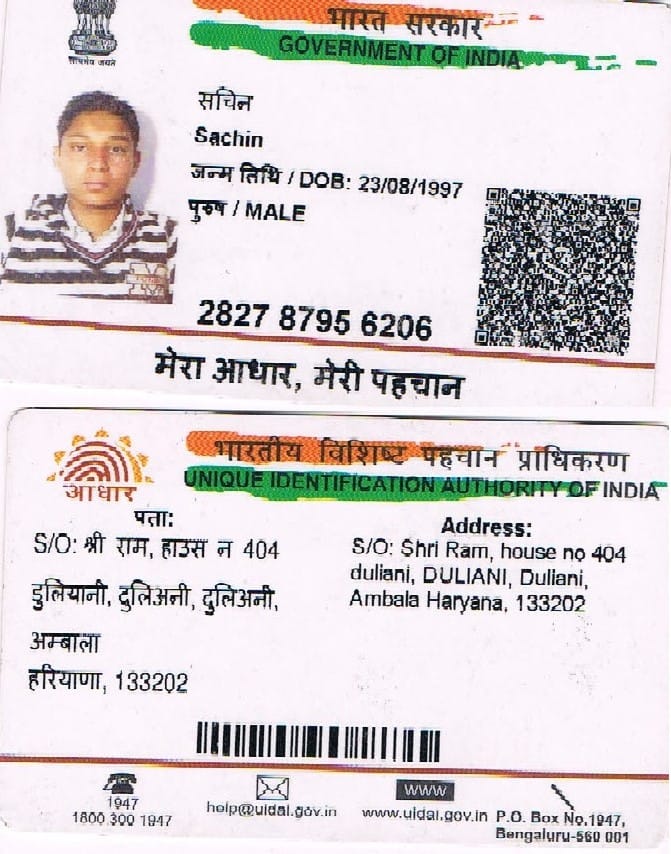 भारत सरकार
GOVERNMENT OF INDIA
सत्यमेव जयते
सचिन
Sachin
जन्म तिथि / DOB: 23/08/1997
पुरुष / MALE
2827 8795 6206
मेरा आधार, मेरी पहचान
भारतीय विशिष्ट पहचान प्राधिकरण
UNIQUE IDENTIFICATION AUTHORITY OF INDIA
आधार
पता:
S/O: श्री राम, हाउस न 404
डुलियानी, दुलिअनी, दुलिअनी,
अम्बाला
हरियाणा, 133202
Address:
S/O: Shri Ram, house no 404
duliani, DULIANI, Duliani,
Ambala Haryana, 133202
1947
1800 300 1947
help@uidai.gov.in
www
www.uidai.gov.in
P.O. Box No.1947,
Bengaluru-560 001